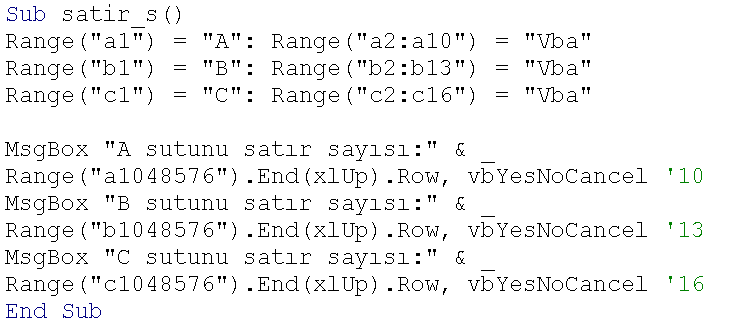 Sub satir_s()
Range("a1") = "A": Range("a2:a10") = "Vba"
Range("b1") = "B": Range("b2:b13") = "Vba"
Range("c1") = "C": Range("c2:c16") = "Vba"
MsgBox "A sutunu satır sayısı:" & _
Range("a1048576").End(xlUp).Row, vbYesNoCancel '10
MsgBox "B sutunu satır sayısı:" & _
Range("b1048576").End(xlUp).Row, vbYesNoCancel '13
MsgBox "C sutunu satır sayısı:" & _
Range("c1048576").End(xlUp).Row, vbYesNoCancel '16
End Sub